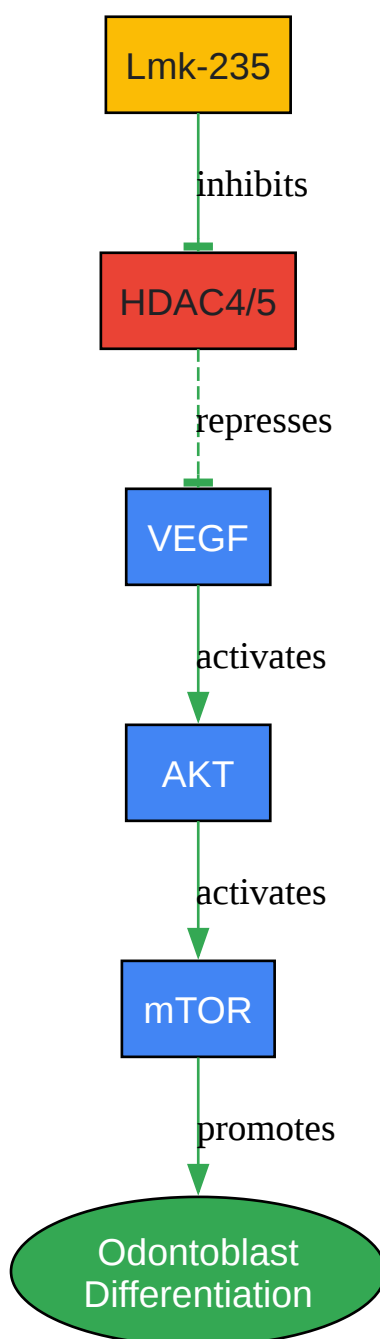 Lmk-235
inhibits
HDAC4/5
represses
VEGF
activates
AKT
activates
mTOR
promotes
Odontoblast
Differentiation